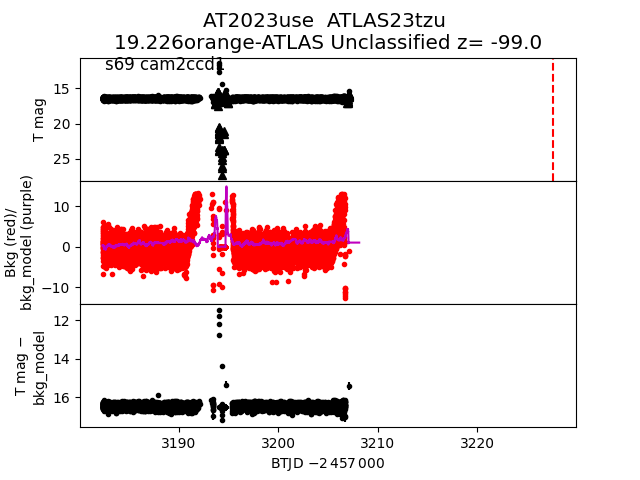 AT2023use  ATLAS23tzu
19.226orange-ATLAS Unclassified z= -99.0
s69 cam2ccd1
T mag
15
20
25
Bkg (red)/
bkg_model (purple)
10
0
−10
T mag −
bkg_model
12
14
16
3190
3200
3210
3220
BTJD −2 457 000